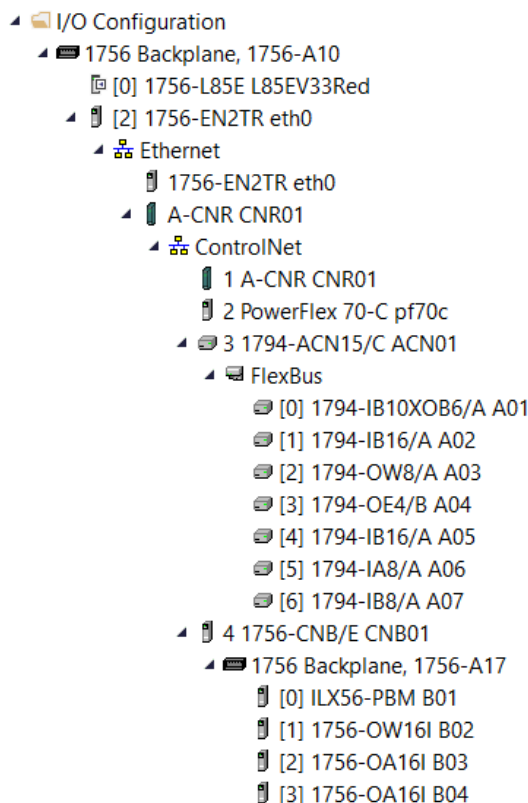 I/O Configuration
1756 Backplane, 1756-A10
[0] 1756-L85E L85EV33Red
[2] 1756-EN2TR eth0
Ethernet
1756-EN2TR eth0
A-CNR CNR01
ControlNet
1 A-CNR CNR01
2 PowerFlex 70-C pf70c
3 1794-ACN15/C ACN01
FlexBus
[0] 1794-IB10XOB6/A A01
[1] 1794-IB16/A A02
[2] 1794-OW8/A A03
[3] 1794-OE4/B A04
[4] 1794-IB16/A A05
[5] 1794-IA8/A A06
[6] 1794-IB8/A A07
4 1756-CNB/E CNB01
1756 Backplane, 1756-A17
[0] ILX56-PBM B01
[1] 1756-OW16I B02
[2] 1756-OA16I B03
[3] 1756-OA16I B04